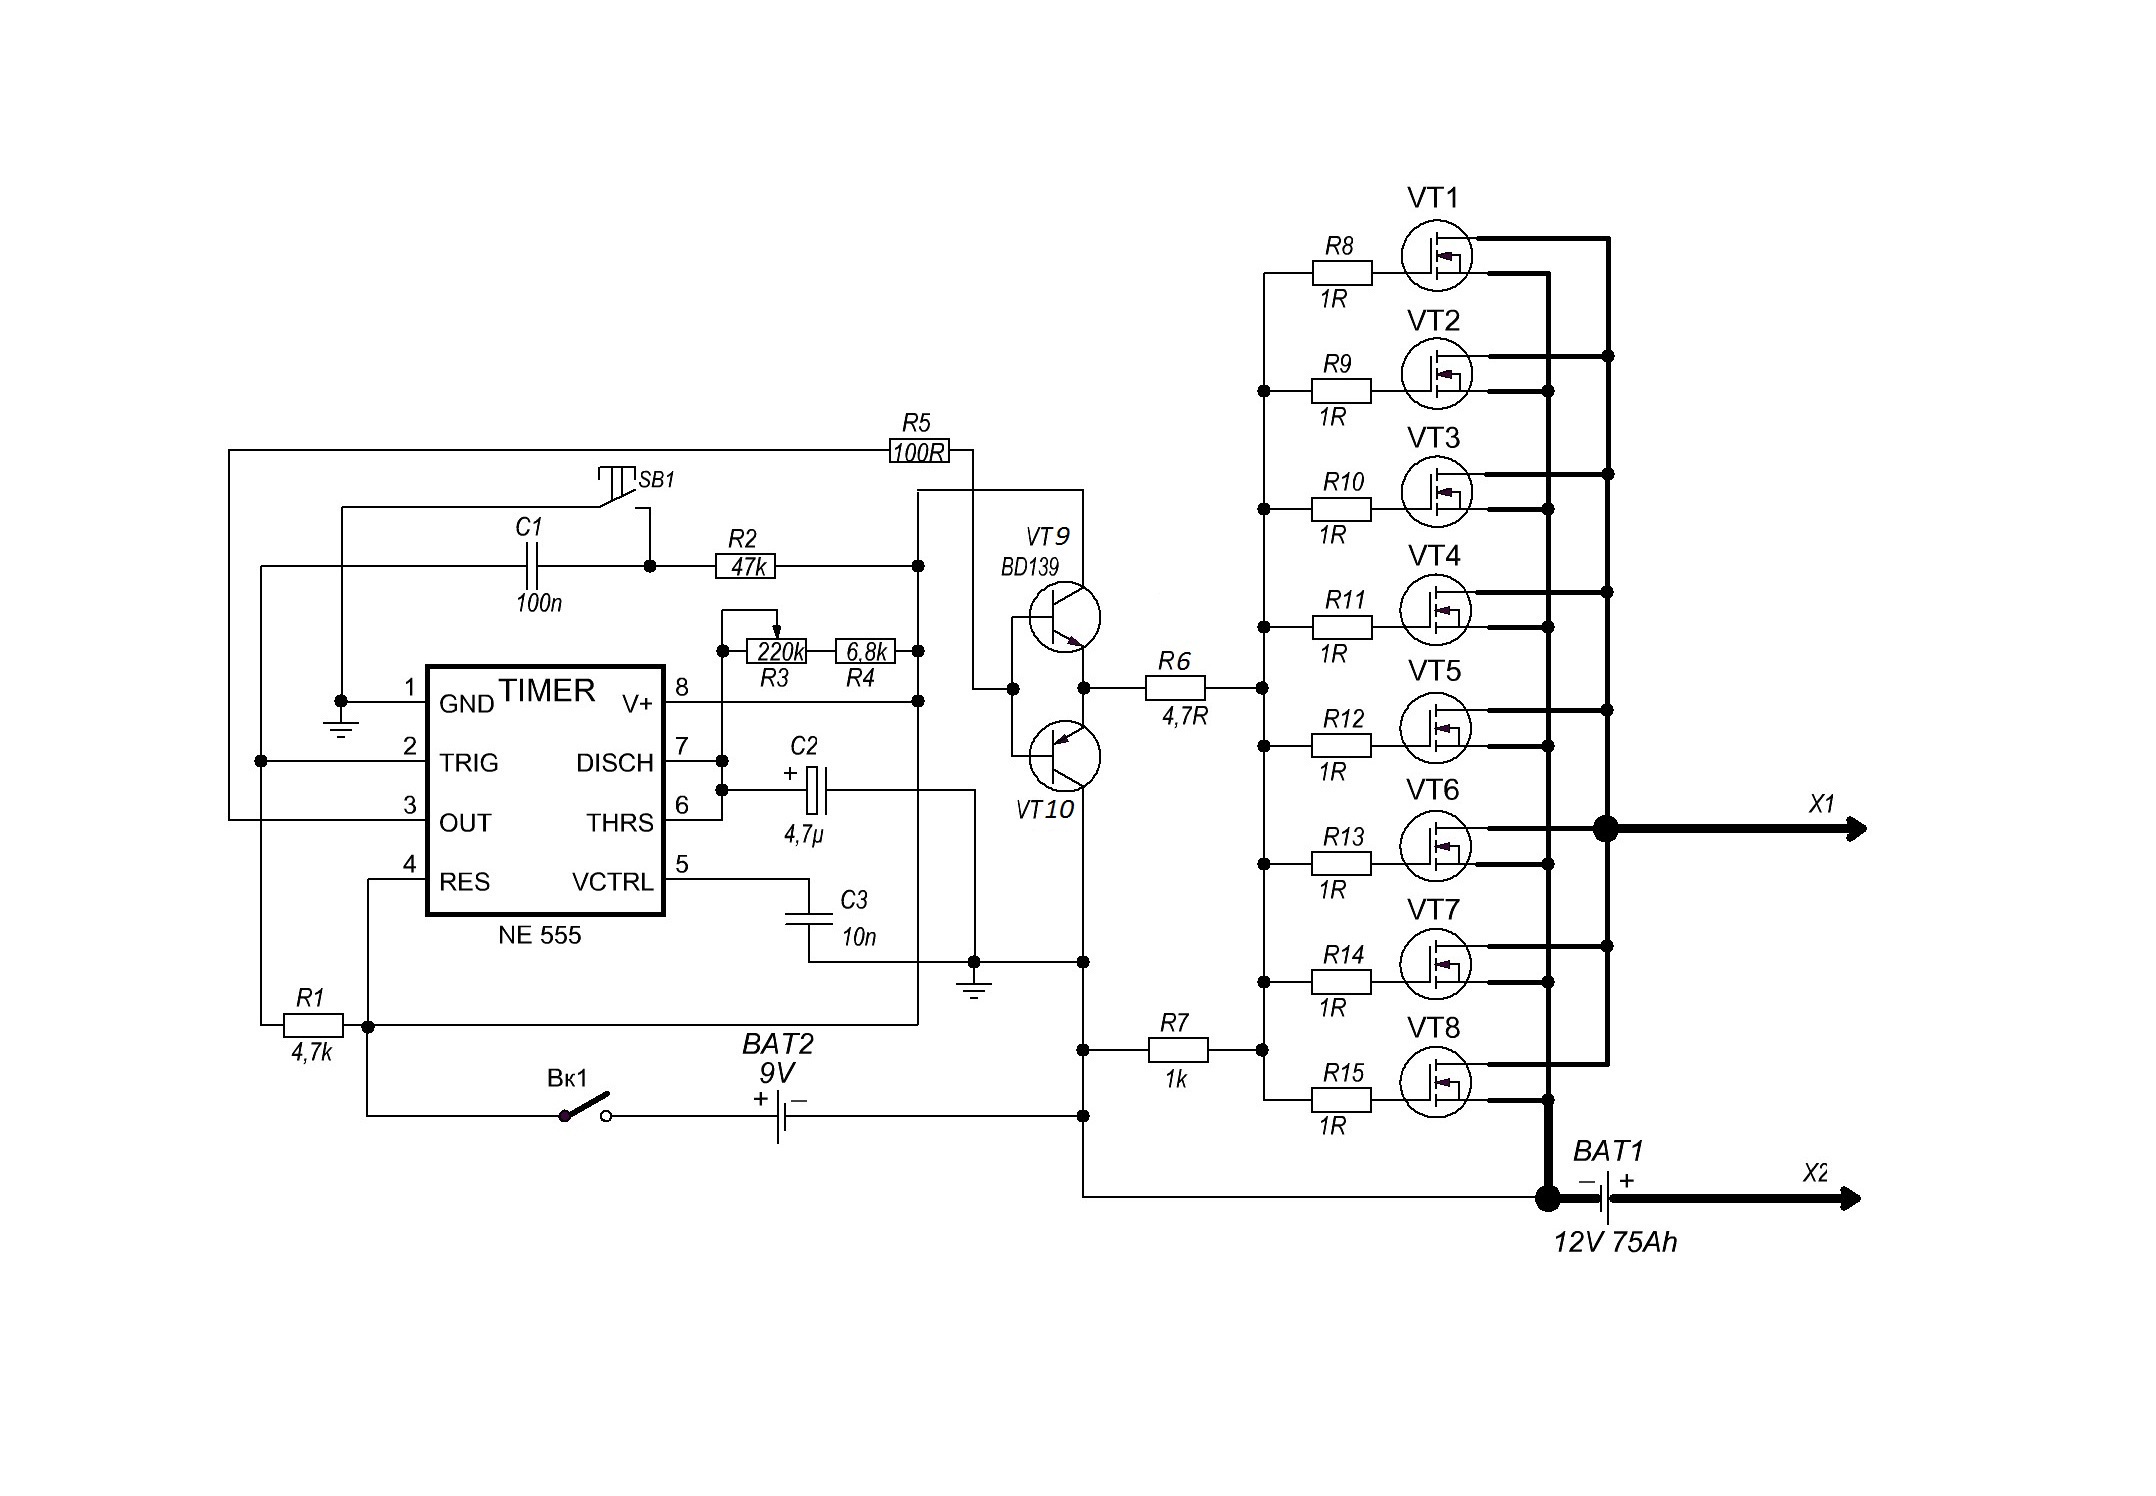 VT1
R8
1R
VT2
R9
1R
VT3
R10
1R
VT4
R11
1R
VT5
R12
1R
VT6
R13
1R
VT7
R14
1R
VT8
R15
1R
R5
100R
SB1
C1
100n
R2
47k
VT9
BD139
VT10
220k
R3
6,8k
R4
R6
4,7R
TIMER
1
GND
2
TRIG
3
OUT
4
RES
V+
8
DISCH
7
THRS
6
VCTRL
5
NE 555
C2
+
4,7µ
C3
10n
R1
4,7k
R7
1k
Вк1
BAT2
9V
+ –
X1
BAT1
– +
X2
12V 75Ah